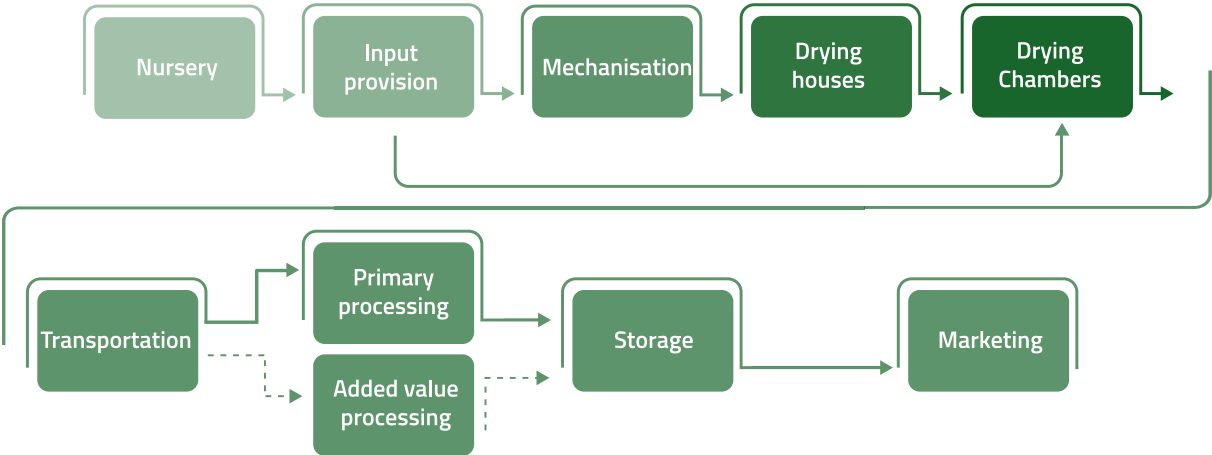 Nursery
Input
provision
Mechanisation
Drying
houses
Drying
Chambers
Transportation
Primary
processing
Added value
processing
Storage
Marketing